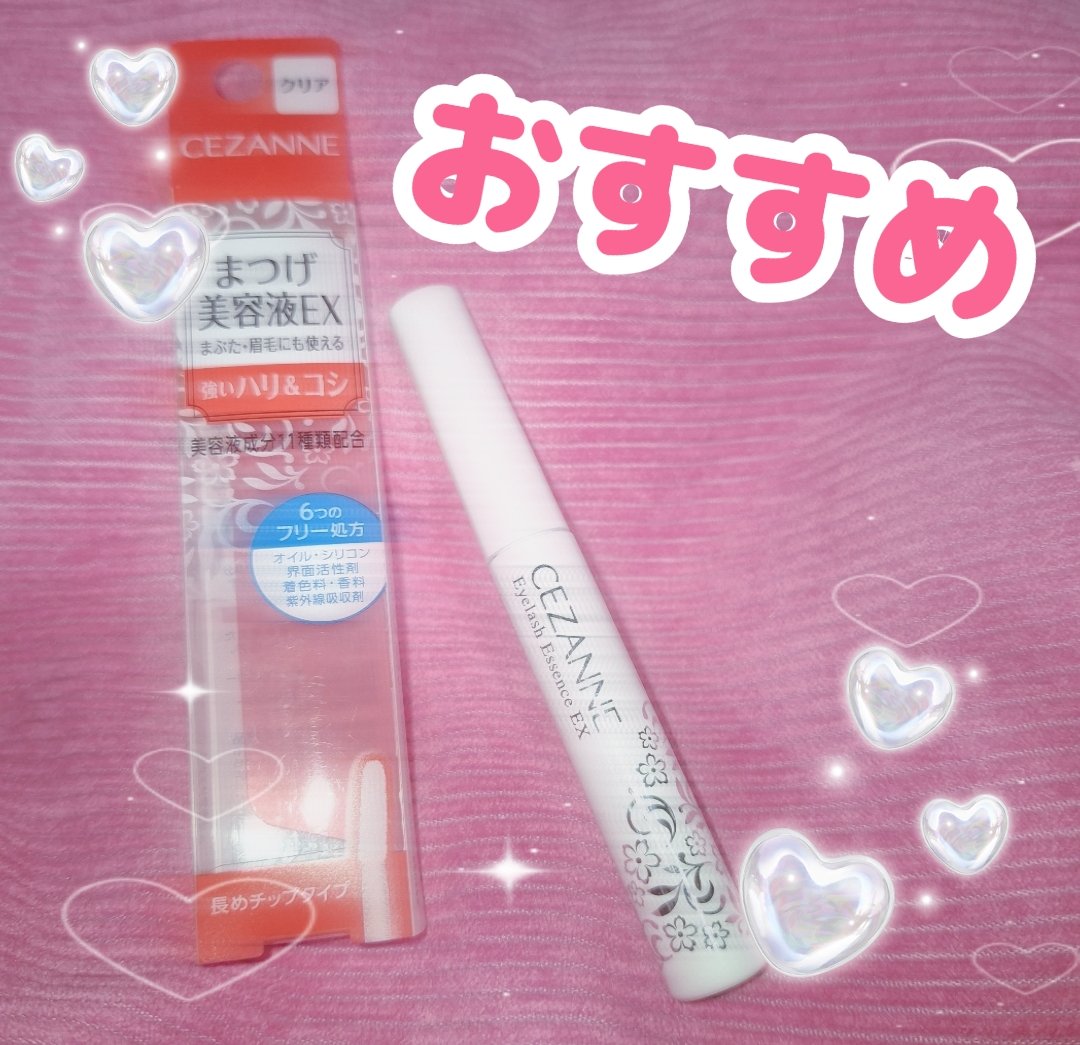 おすすめ
クリア
CEZANNE
まつげ
美容液EX
まぶた・眉毛にも使える
強いハリ&コシ
美容液成分11種類配合
6つの
フリー処方
オイル・シリコン
界面活性剤
着色料・香料
紫外線吸収剤
長めチップタイプ
CEZANNE
Eyelash Essence EX